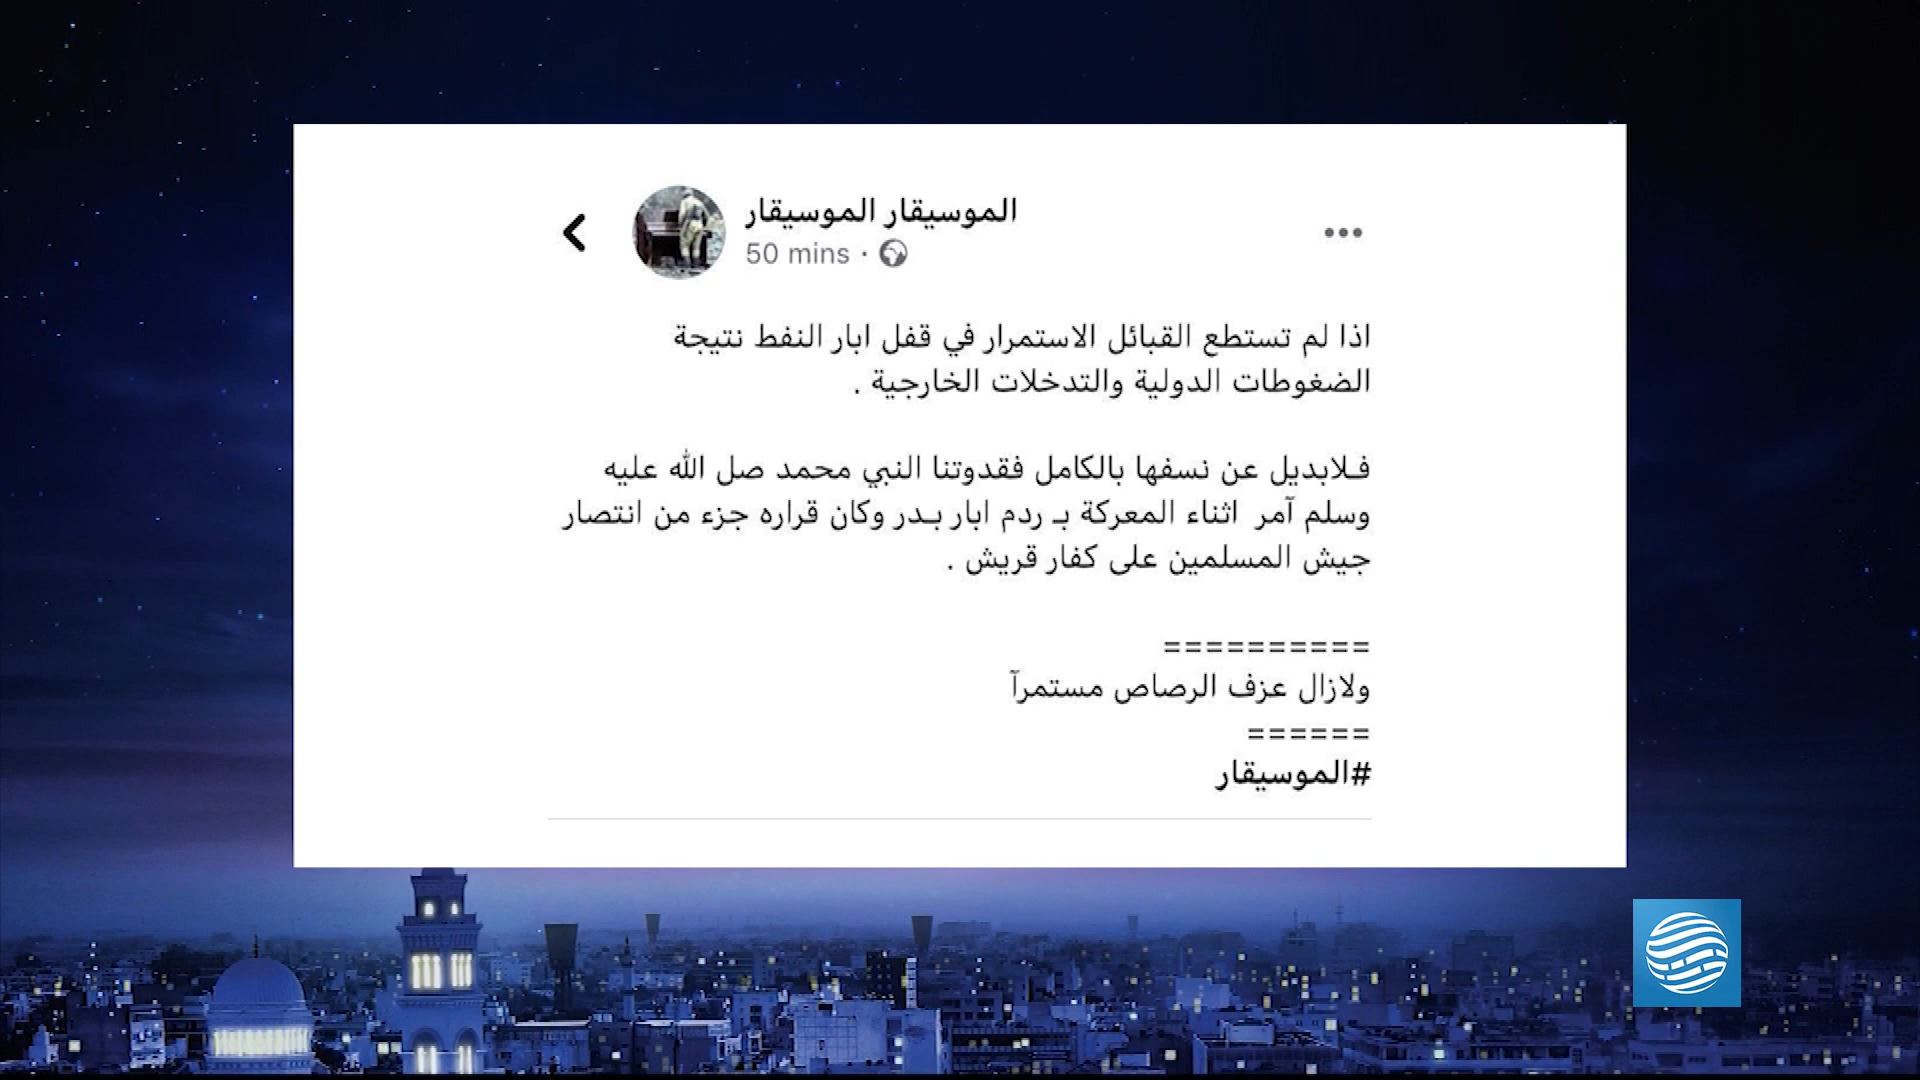 الموسيقار الموسيقار
50 mins ·
اذا لم تستطع القبائل الاستمرار في قفل ابار النفط نتيجة
الضغوطات الدولية والتدخلات الخارجية .
فـلابديل عن نسفها بالكامل فقدوتنا النبي محمد صل الله عليه
وسلم آمر اثناء المعركة بـ ردم ابار بـدر وكان قراره جزء من انتصار
جيش المسلمين على كفار قريش .
==========
ولازال عزف الرصاص مستمرآ
======
#الموسيقار